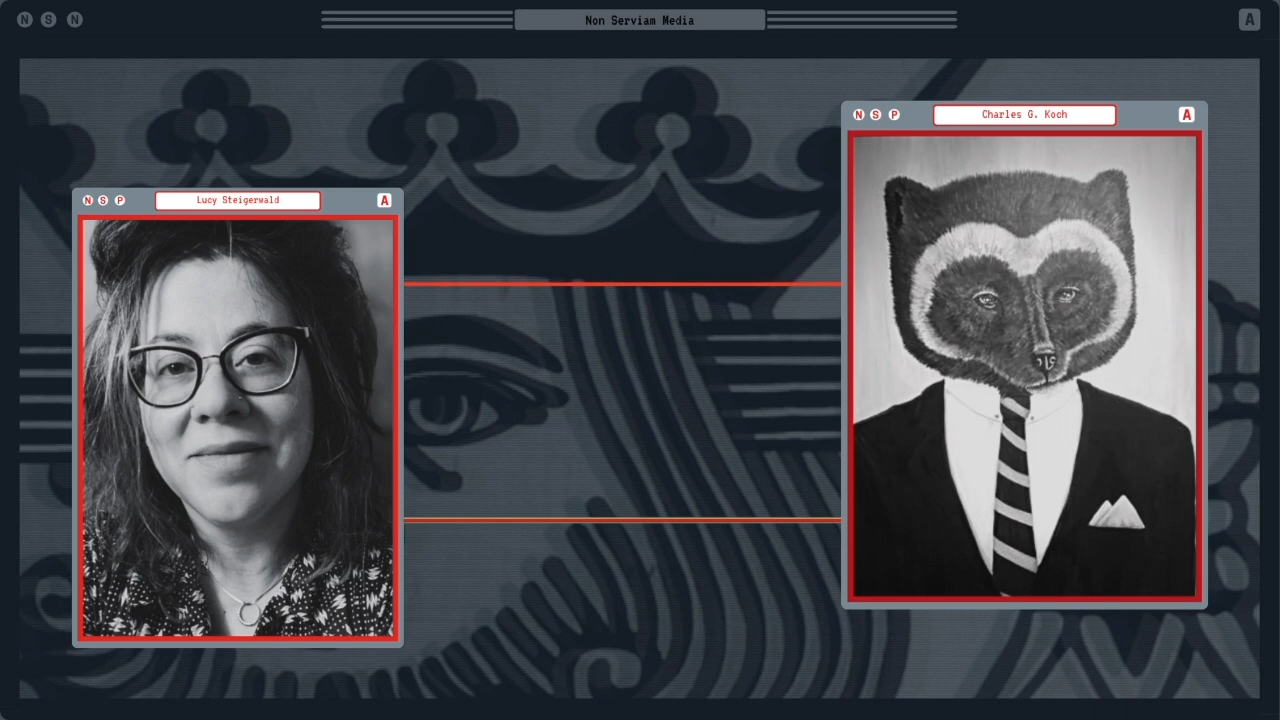 N S N
Non Serviam Media
A
N S P
Charles G. Koch
A
N S P
Lucy Steigerwald
A